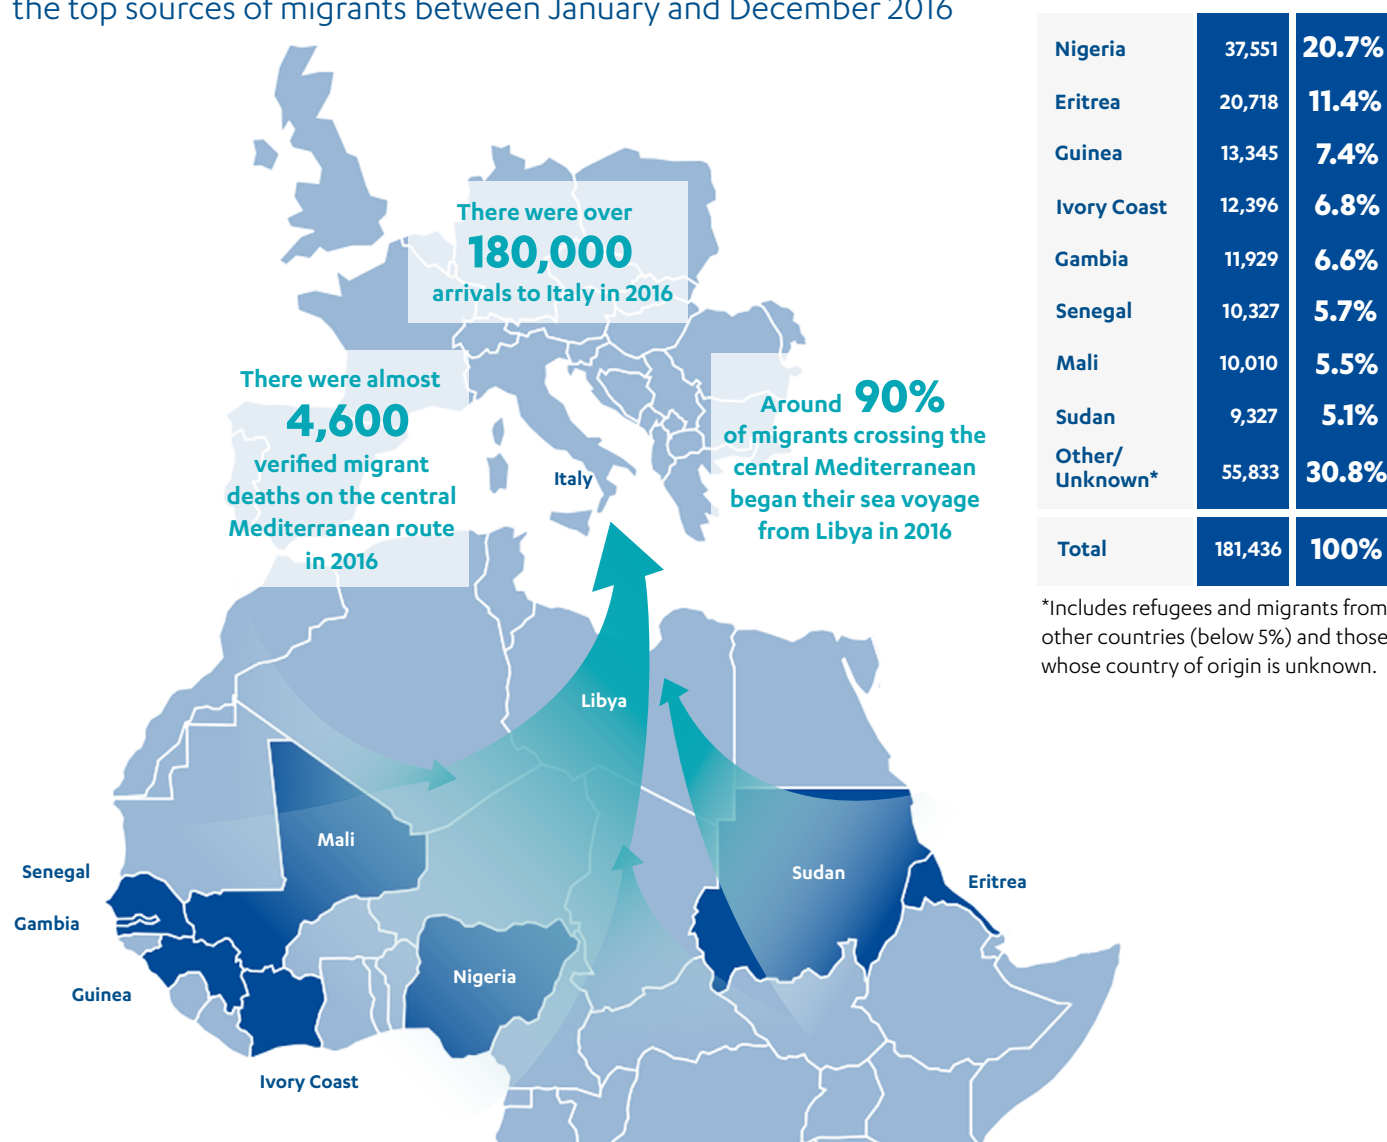 the top sources of migrants between January and December 2016
There were over
180,000
arrivals to Italy in 2016
There were almost
4,600
verified migrant
deaths on the central
Mediterranean route
in 2016
Around 90%
of migrants crossing the
central Mediterranean
began their sea voyage
from Libya in 2016
Italy
Libya
Mali
Sudan
Senegal
Eritrea
Gambia
Nigeria
Guinea
Ivory Coast
Nigeria 37,551 20.7%
Eritrea 20,718 11.4%
Guinea 13,345 7.4%
Ivory Coast 12,396 6.8%
Gambia 11,929 6.6%
Senegal 10,327 5.7%
Mali 10,010 5.5%
Sudan 9,327 5.1%
Other/
Unknown* 55,833 30.8%
Total 181,436 100%
*Includes refugees and migrants from
other countries (below 5%) and those
whose country of origin is unknown.